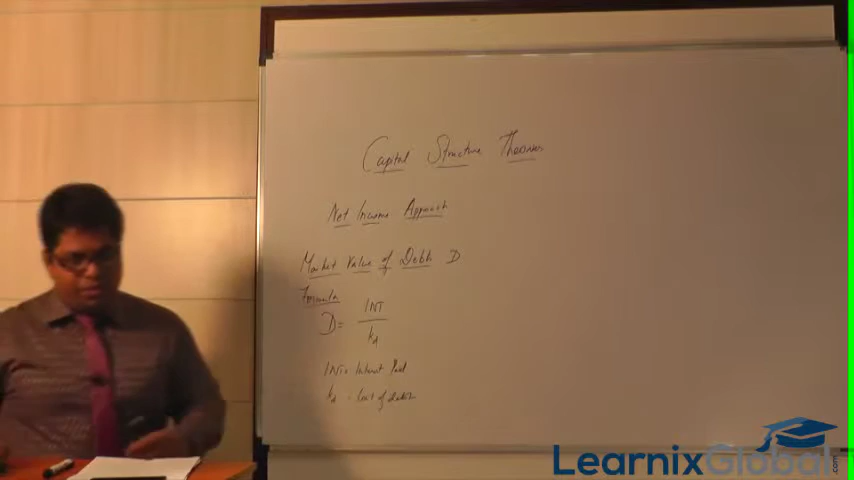 Capital Structure Theories
Net Income Approach
Market Value of Debt D
Formula
D = INT
kd
INT = Interest Paid
kd = Cost of debt
LearnixGlobal.com